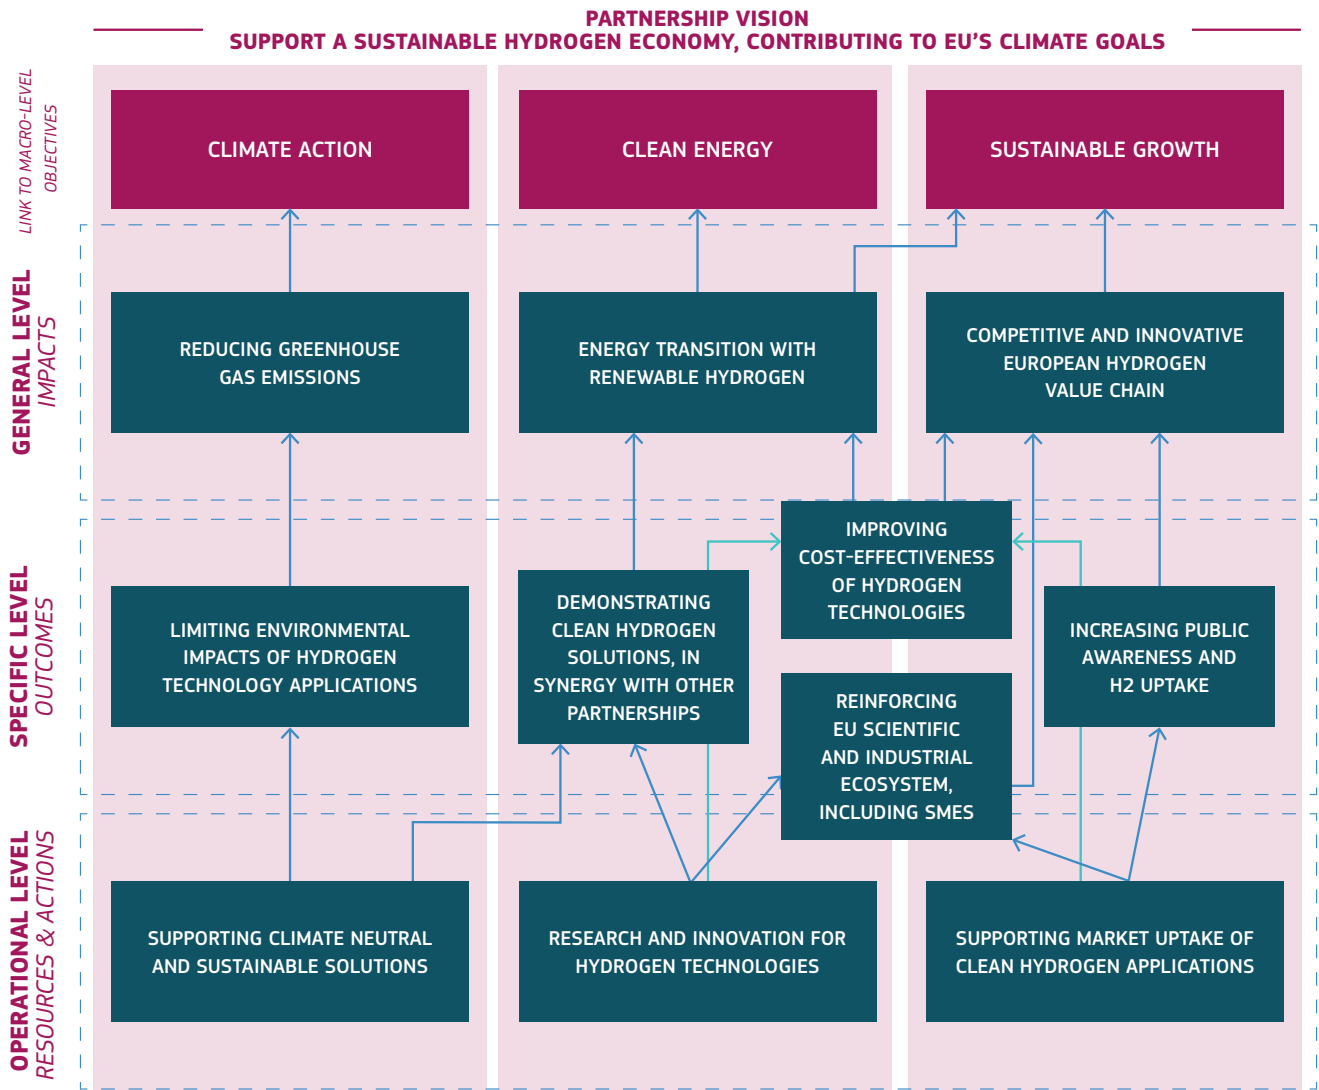 PARTNERSHIP VISION
SUPPORT A SUSTAINABLE HYDROGEN ECONOMY, CONTRIBUTING TO EU'S CLIMATE GOALS
LINK TO MACRO-LEVEL
OBJECTIVES
CLIMATE ACTION
CLEAN ENERGY
SUSTAINABLE GROWTH
GENERAL LEVEL
IMPACTS
REDUCING GREENHOUSE
GAS EMISSIONS
ENERGY TRANSITION WITH
RENEWABLE HYDROGEN
COMPETITIVE AND INNOVATIVE
EUROPEAN HYDROGEN
VALUE CHAIN
SPECIFIC LEVEL
OUTCOMES
LIMITING ENVIRONMENTAL
IMPACTS OF HYDROGEN
TECHNOLOGY APPLICATIONS
DEMONSTRATING
CLEAN HYDROGEN
SOLUTIONS, IN
SYNERGY WITH OTHER
PARTNERSHIPS
IMPROVING
COST-EFFECTIVENESS
OF HYDROGEN
TECHNOLOGIES
REINFORCING
EU SCIENTIFIC
AND INDUSTRIAL
ECOSYSTEM,
INCLUDING SMES
INCREASING PUBLIC
AWARENESS AND
H2 UPTAKE
OPERATIONAL LEVEL
RESOURCES & ACTIONS
SUPPORTING CLIMATE NEUTRAL
AND SUSTAINABLE SOLUTIONS
RESEARCH AND INNOVATION FOR
HYDROGEN TECHNOLOGIES
SUPPORTING MARKET UPTAKE OF
CLEAN HYDROGEN APPLICATIONS